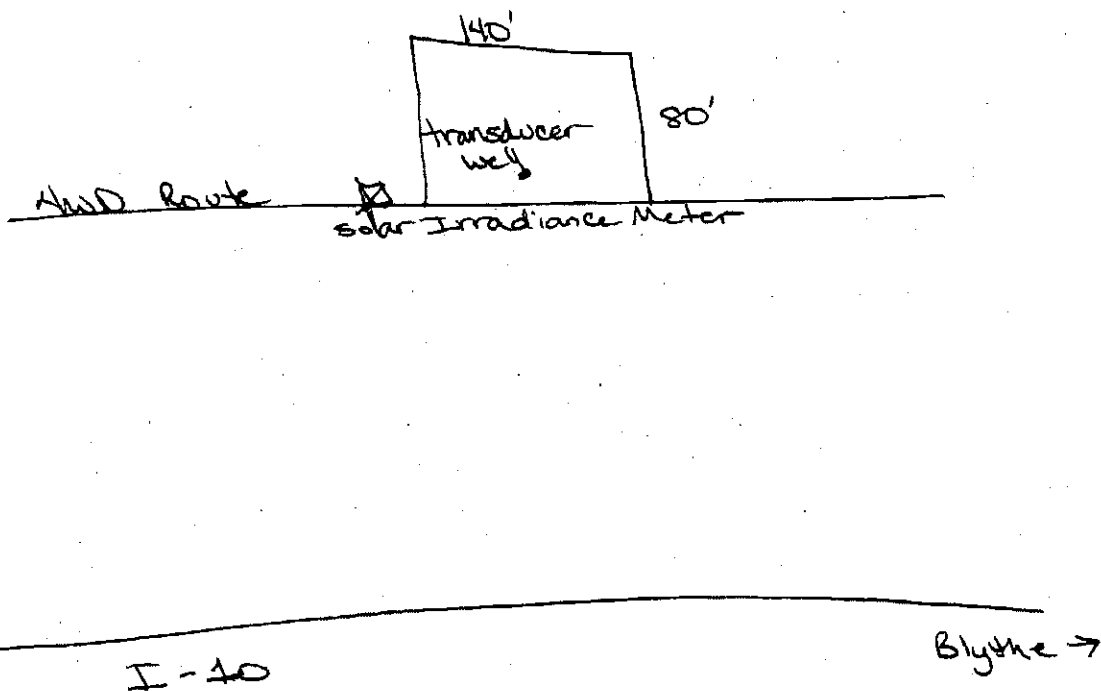 140'
80'
transducer
well
4WD Route
solar Irradiance Meter
I-10
Blythe →